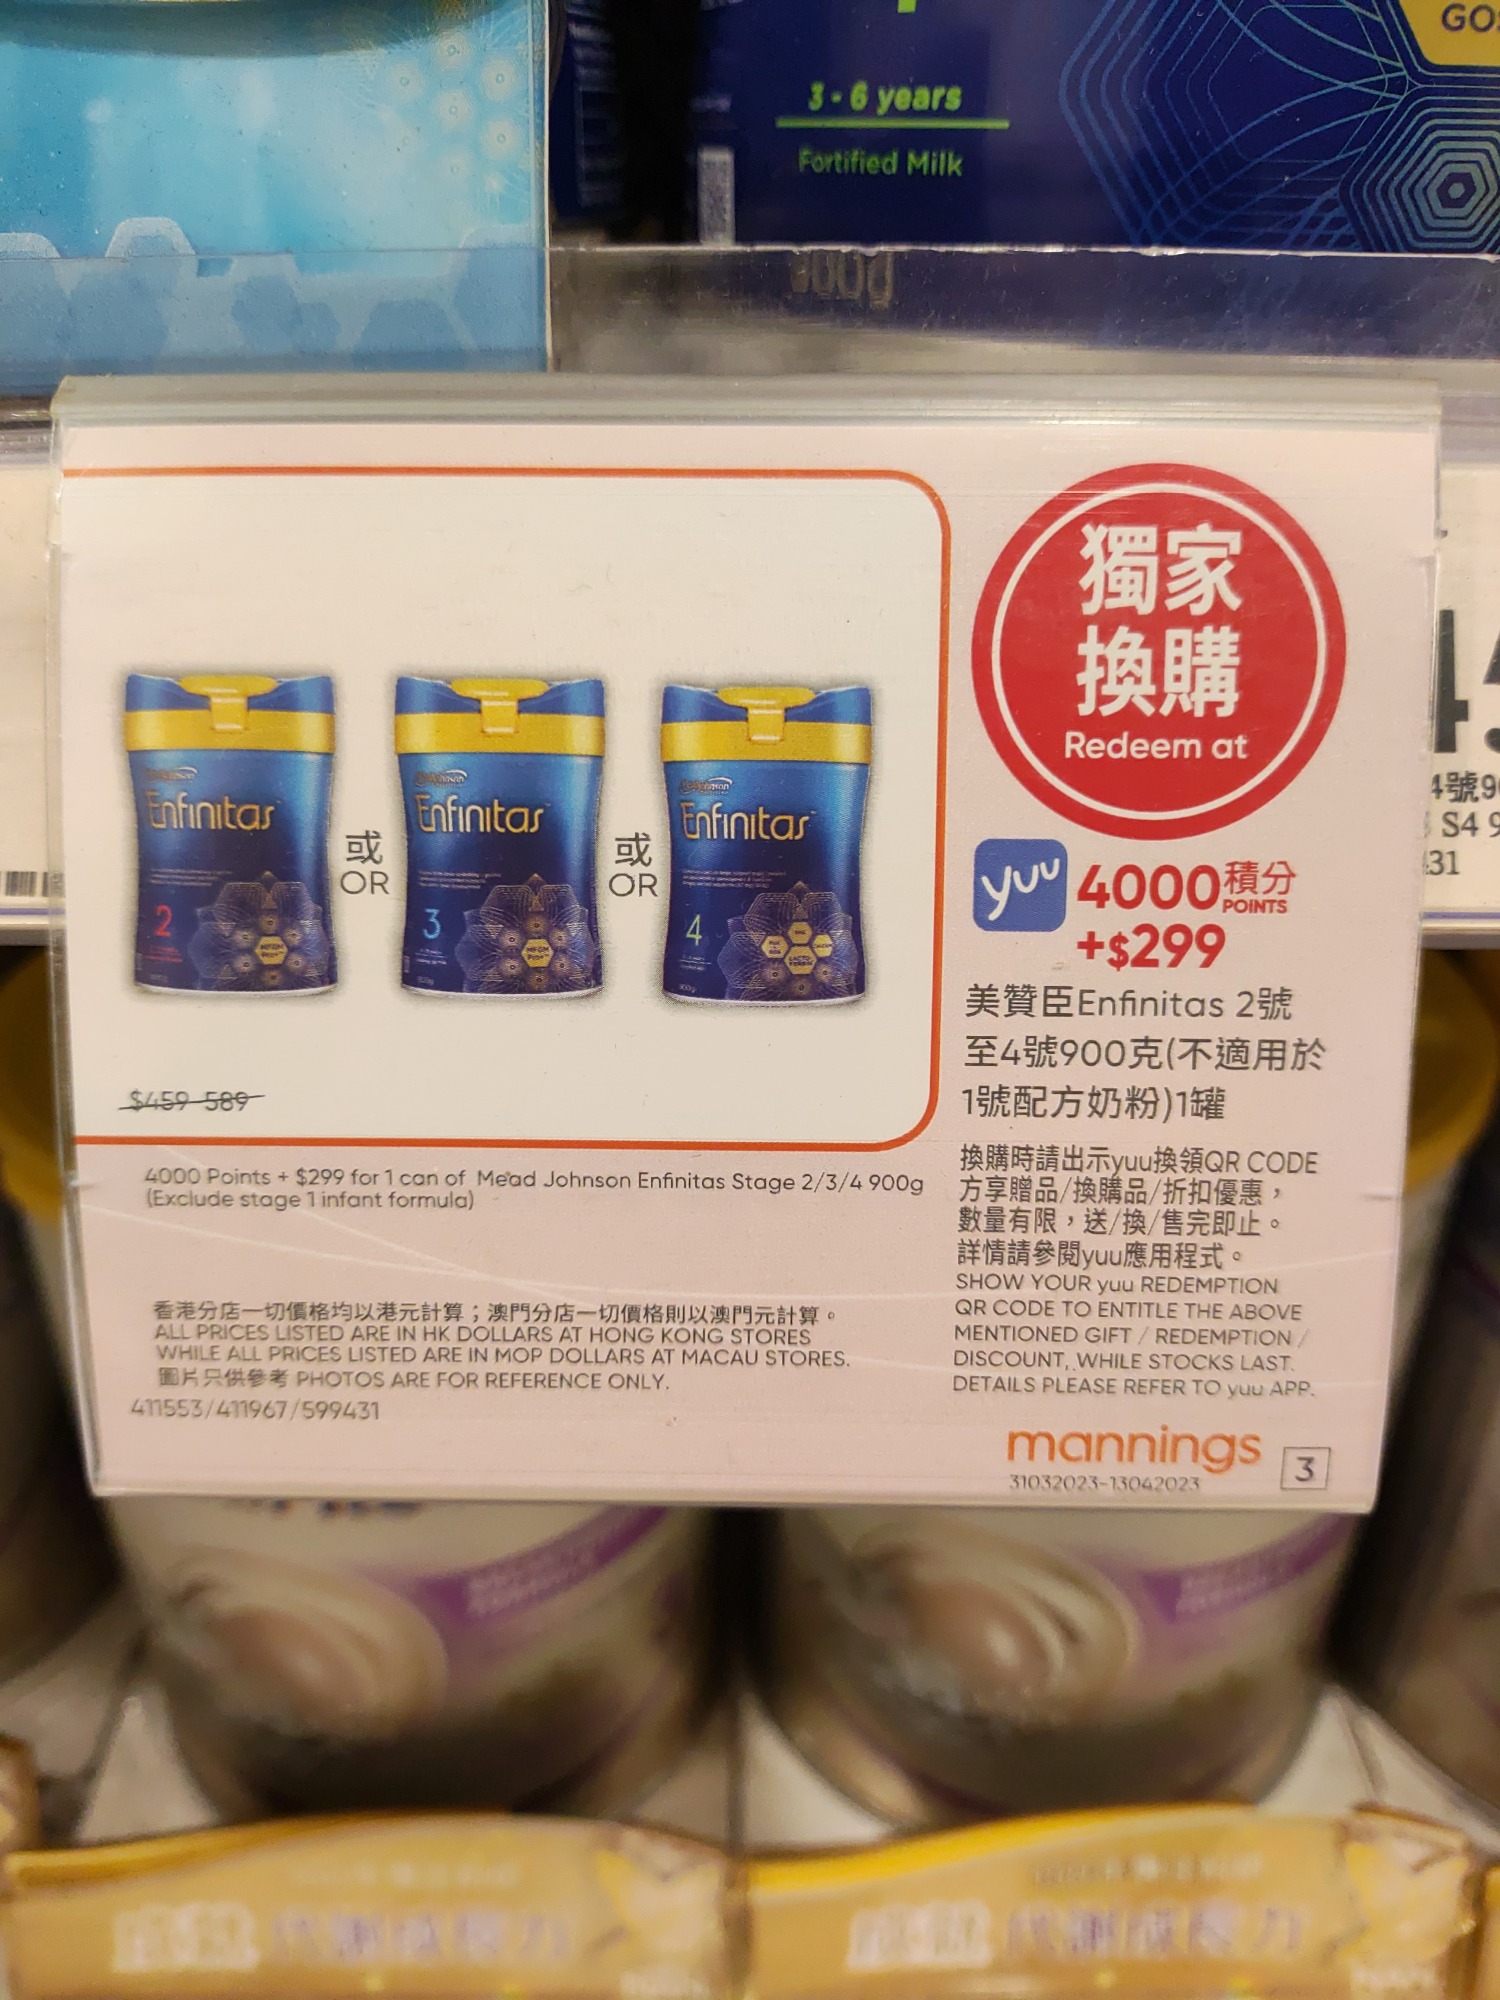 3 - 6 years
Fortified Milk
900g
獨家
換購
Redeem at
Enfinitas
2
或
OR
Enfinitas
3
或
OR
Enfinitas
4
yuu
4000積分
POINTS
+$299
美贊臣Enfinitas 2號
至4號900克(不適用於
1號配方奶粉)1罐
$459-589
4000 Points + $299 for 1 can of Mead Johnson Enfinitas Stage 2/3/4 900g
(Exclude stage 1 infant formula)
換購時請出示yuu換領QR CODE
方享贈品/換購品/折扣優惠，
數量有限，送/換/售完即止。
詳情請參閱yuu應用程式。
SHOW YOUR yuu REDEMPTION
QR CODE TO ENTITLE THE ABOVE
MENTIONED GIFT / REDEMPTION /
DISCOUNT, WHILE STOCKS LAST.
DETAILS PLEASE REFER TO yuu APP.
香港分店一切價格均以港元計算；澳門分店一切價格則以澳門元計算。
ALL PRICES LISTED ARE IN HK DOLLARS AT HONG KONG STORES
WHILE ALL PRICES LISTED ARE IN MOP DOLLARS AT MACAU STORES.
圖片只供參考 PHOTOS ARE FOR REFERENCE ONLY.
411553/411967/599431
mannings
31032023-13042023
3
4號9
S4 9
31